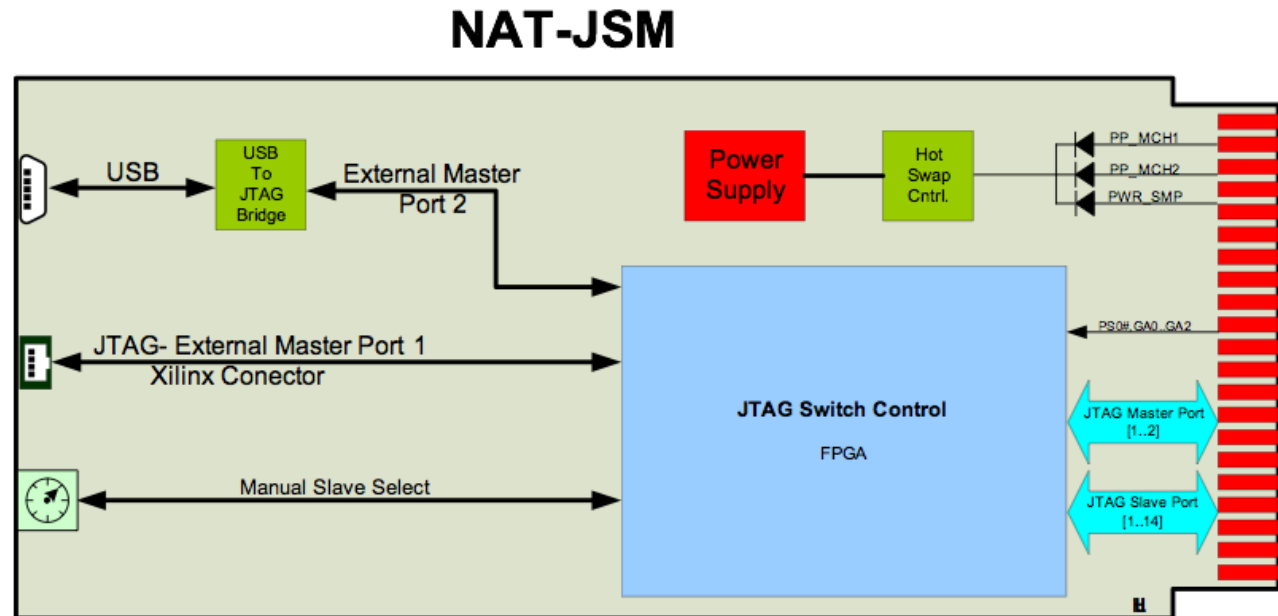 NAT-JSM
USB
USB
To
JTAG
Bridge
External Master
Port 2
Power
Supply
Hot
Swap
Cntrl.
PP_MCH1
PP_MCH2
PWR_SMP
JTAG- External Master Port 1
Xilinx Conector
PS0#.GA0..GA2
JTAG Switch Control
FPGA
JTAG Master Port
[1..2]
Manual Slave Select
JTAG Slave Port
[1..14]